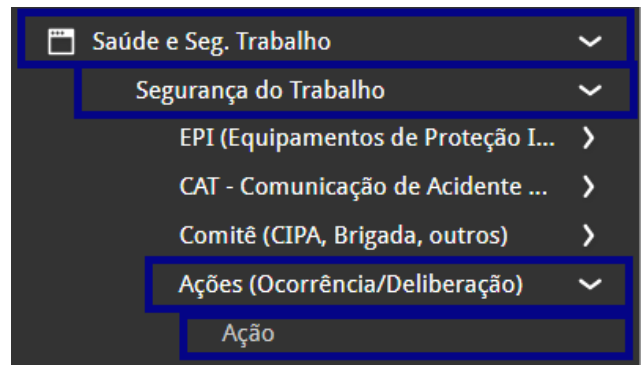 Saúde e Seg. Trabalho
Segurança do Trabalho
EPI (Equipamentos de Proteção I...
CAT - Comunicação de Acidente ...
Comitê (CIPA, Brigada, outros)
Ações (Ocorrência/Deliberação)
Ação